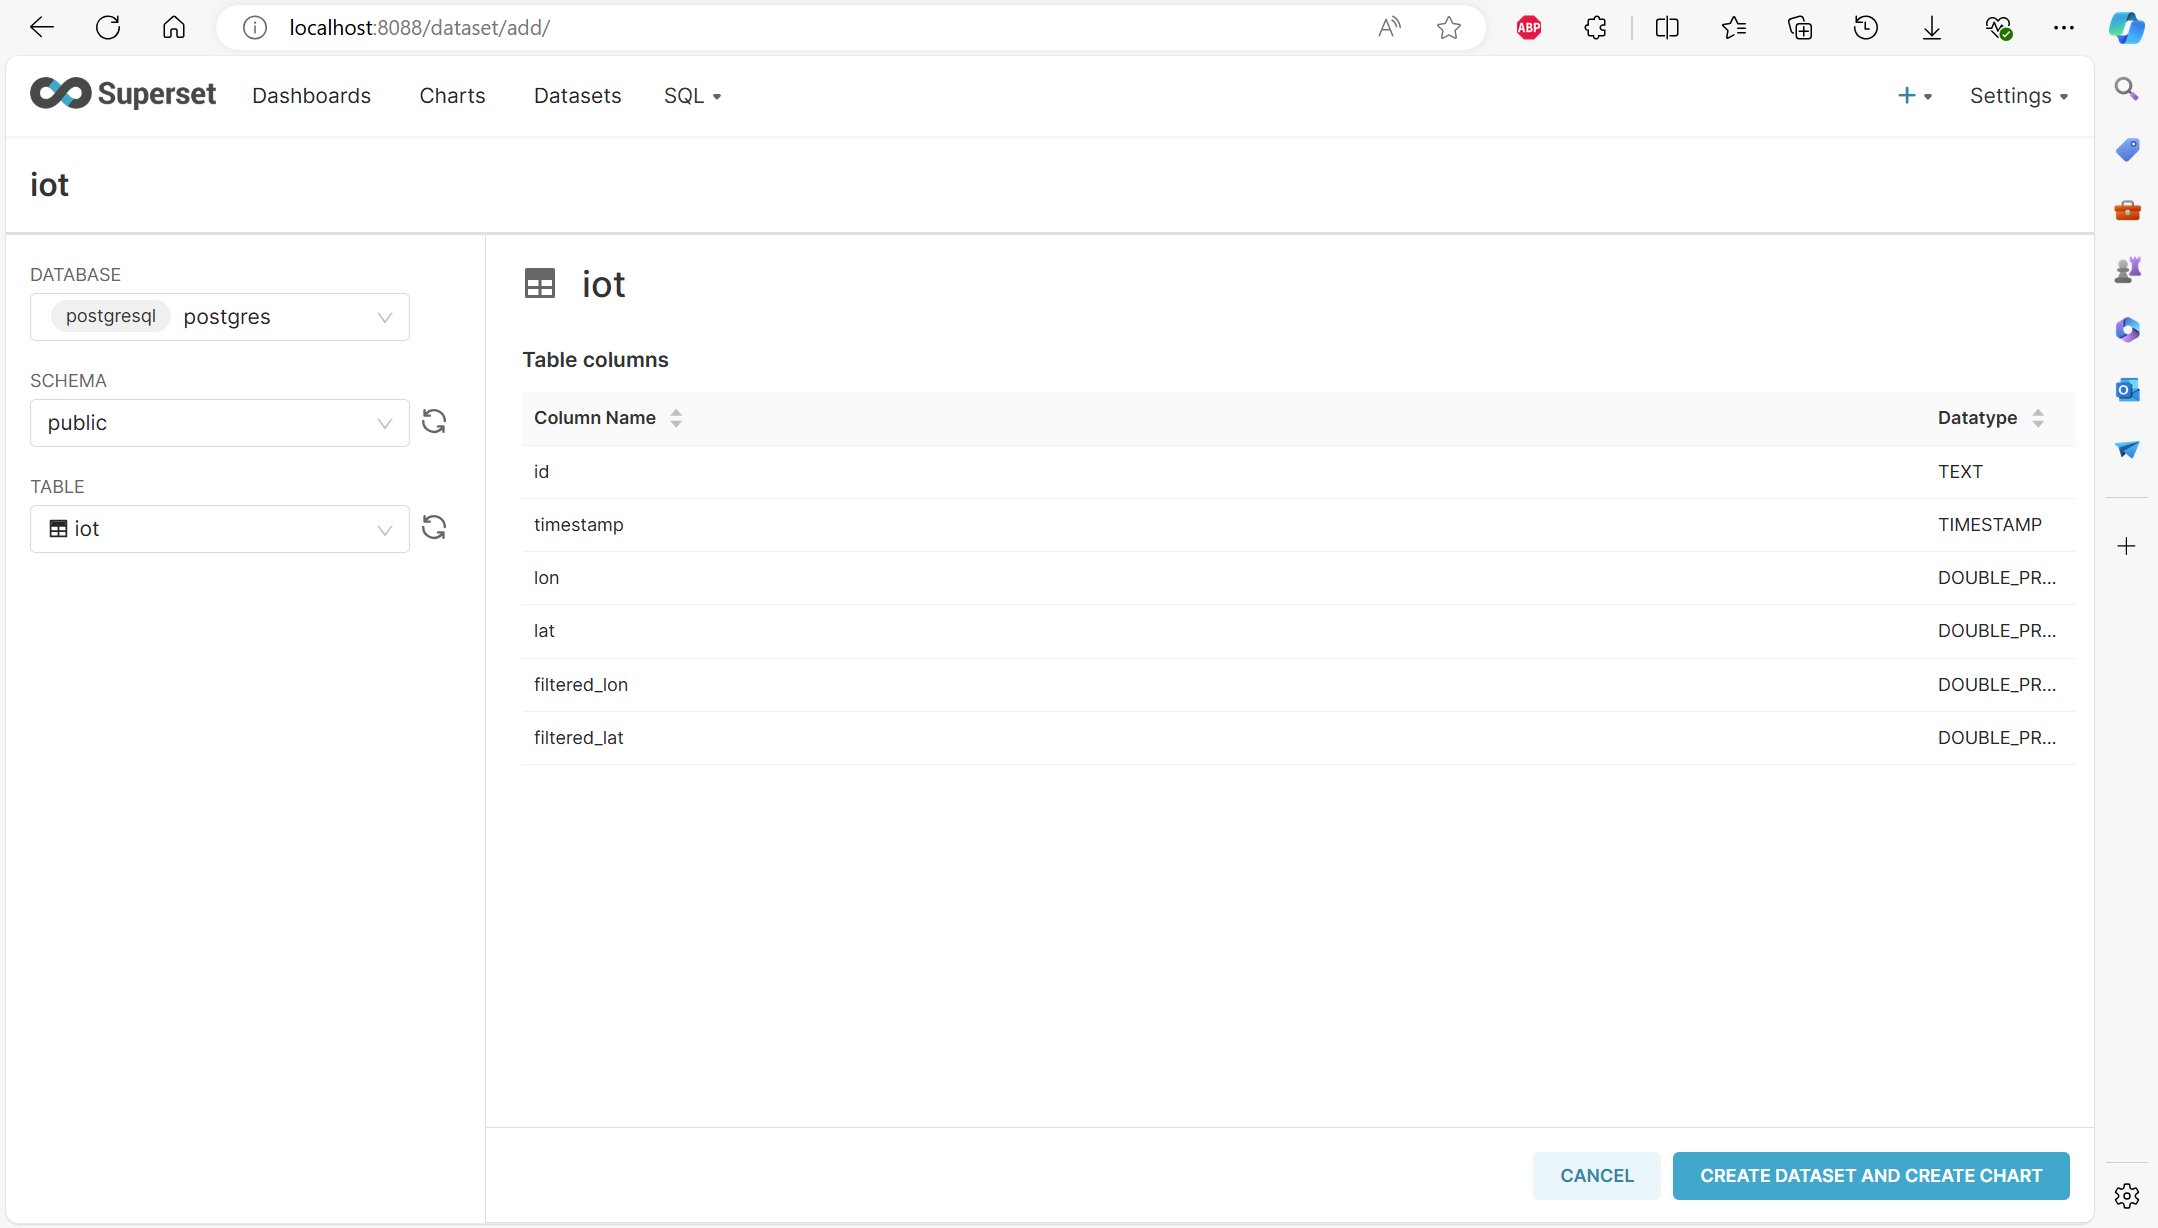 localhost:8088/dataset/add/
ABP
Superset
Dashboards
Charts
Datasets
SQL
+
Settings
iot
DATABASE
postgresql postgres
SCHEMA
public
TABLE
iot
iot
Table columns
Column Name Datatype
id TEXT
timestamp TIMESTAMP
lon DOUBLE_PR...
lat DOUBLE_PR...
filtered_lon DOUBLE_PR...
filtered_lat DOUBLE_PR...
CANCEL
CREATE DATASET AND CREATE CHART